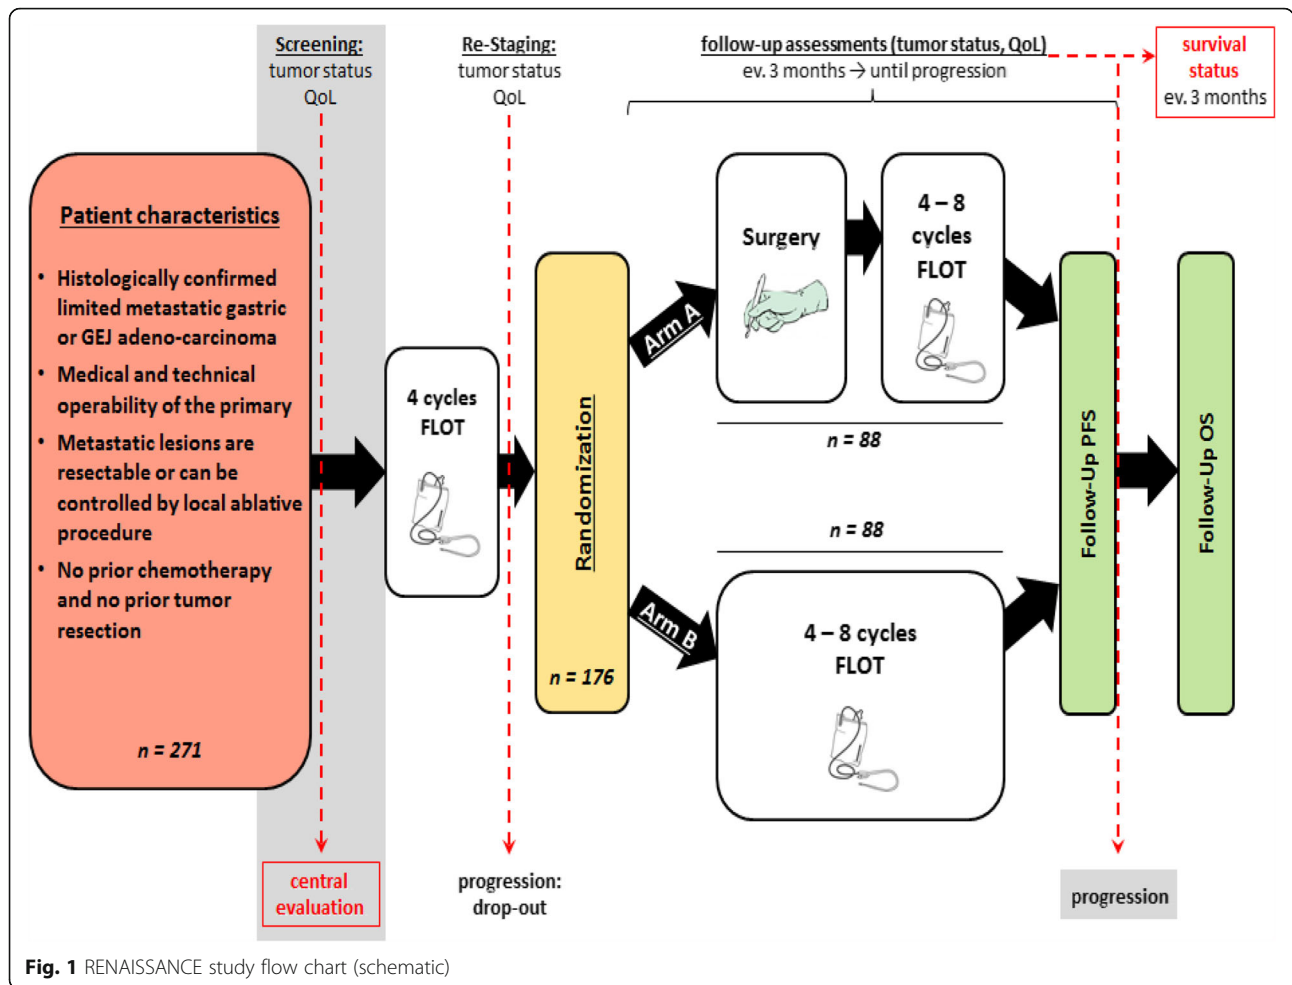 Screening:
tumor status
QoL
Re-Staging:
tumor status
QoL
follow-up assessments (tumor status, QoL)
ev. 3 months → until progression
survival
status
ev. 3 months
Patient characteristics
• Histologically confirmed
limited metastatic gastric
or GEJ adeno-carcinoma
• Medical and technical
operability of the primary
• Metastatic lesions are
resectable or can be
controlled by local ablative
procedure
• No prior chemotherapy
and no prior tumor
resection
n = 271
4 cycles
FLOT
Randomization
n = 176
Arm A
Surgery
4 – 8
cycles
FLOT
n = 88
n = 88
Arm B
4 – 8 cycles
FLOT
Follow-Up PFS
Follow-Up OS
central
evaluation
progression:
drop-out
progression
Fig. 1 RENAISSANCE study flow chart (schematic)